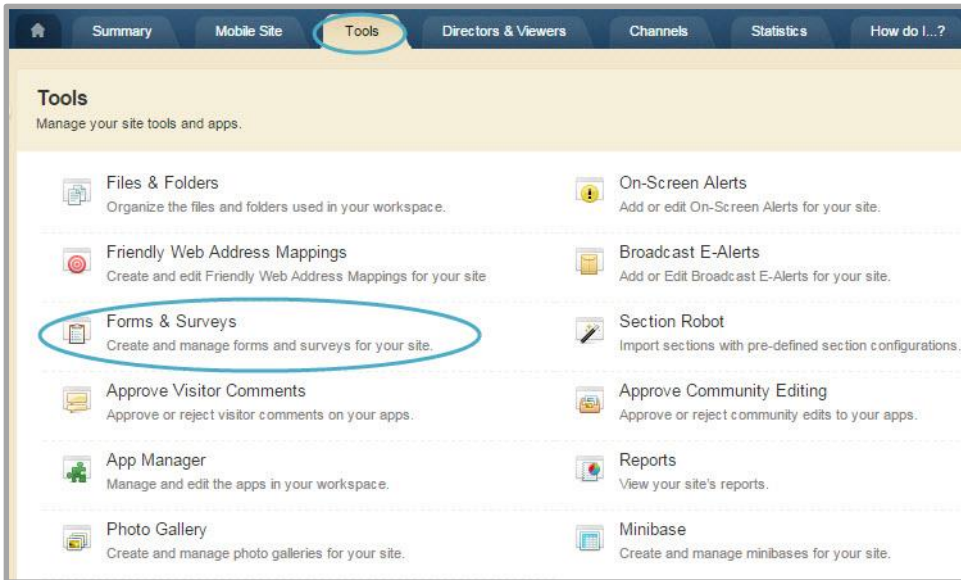 Summary Mobile Site Tools Directors & Viewers Channels Statistics How do I...?
Tools
Manage your site tools and apps.
Files & Folders
Organize the files and folders used in your workspace.
On-Screen Alerts
Add or edit On-Screen Alerts for your site.
Friendly Web Address Mappings
Create and edit Friendly Web Address Mappings for your site
Broadcast E-Alerts
Add or Edit Broadcast E-Alerts for your site.
Forms & Surveys
Create and manage forms and surveys for your site.
Section Robot
Import sections with pre-defined section configurations.
Approve Visitor Comments
Approve or reject visitor comments on your apps.
Approve Community Editing
Approve or reject community edits to your apps.
App Manager
Manage and edit the apps in your workspace.
Reports
View your site's reports.
Photo Gallery
Create and manage photo galleries for your site.
Minibase
Create and manage minibases for your site.